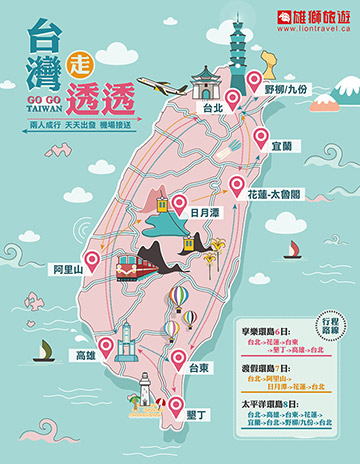 雄獅旅遊
www.liontravel.ca
台灣走透透
GO GO
TAIWAN
兩人成行 天天出發 機場接送
台北
野柳/九份
宜蘭
花蓮-太魯閣
日月潭
阿里山
高雄
台東
墾丁
行程
路線
享樂環島6日:
台北->花蓮->台東
->墾丁->高雄->台北
渡假環島7日:
台北->阿里山->
日月潭->花蓮->台北
太平洋環島8日:
台北->高雄->台東->花蓮->
宜蘭->台北->野柳/九份->台北